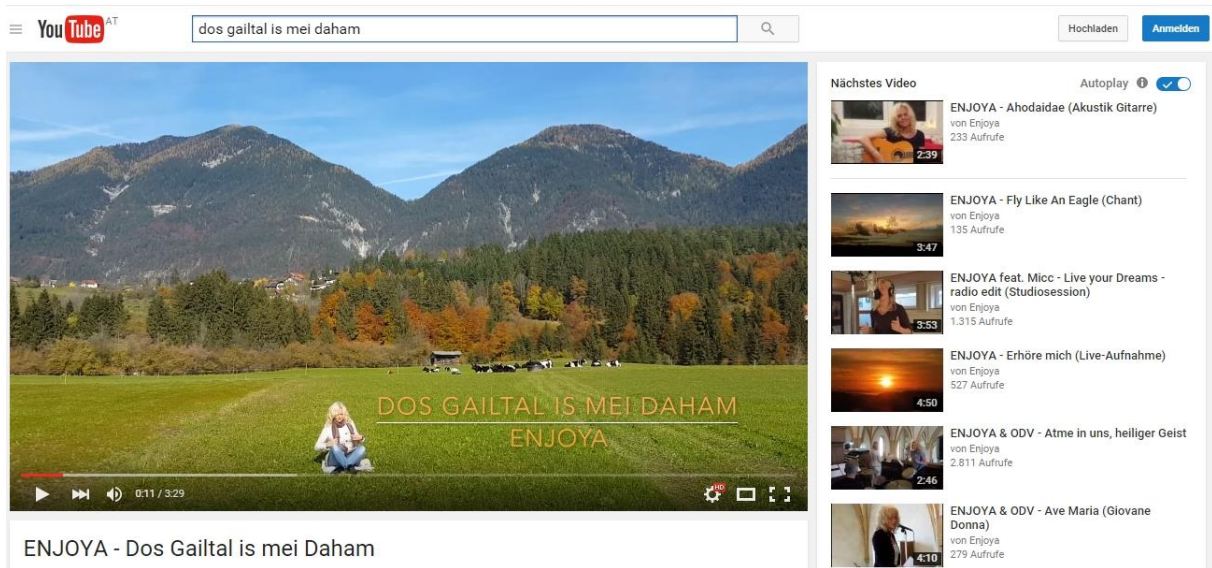 YouTube AT
dos gailtal is mei daham
Hochladen
Anmelden
DOS GAILTAL IS MEI DAHAM
ENJOYA
0:11 / 3:29
HD
ENJOYA - Dos Gailtal is mei Daham
Nächstes Video
Autoplay
ENJOYA - Ahodaidae (Akustik Gitarre)
von Enjoya
233 Aufrufe
2:39
ENJOYA - Fly Like An Eagle (Chant)
von Enjoya
135 Aufrufe
3:47
ENJOYA feat. Micc - Live your Dreams -
radio edit (Studiosession)
von Enjoya
1.315 Aufrufe
3:53
ENJOYA - Erhöre mich (Live-Aufnahme)
von Enjoya
527 Aufrufe
4:50
ENJOYA & ODV - Atme in uns, heiliger Geist
von Enjoya
2.811 Aufrufe
2:46
ENJOYA & ODV - Ave Maria (Giovane
Donna)
von Enjoya
279 Aufrufe
4:10